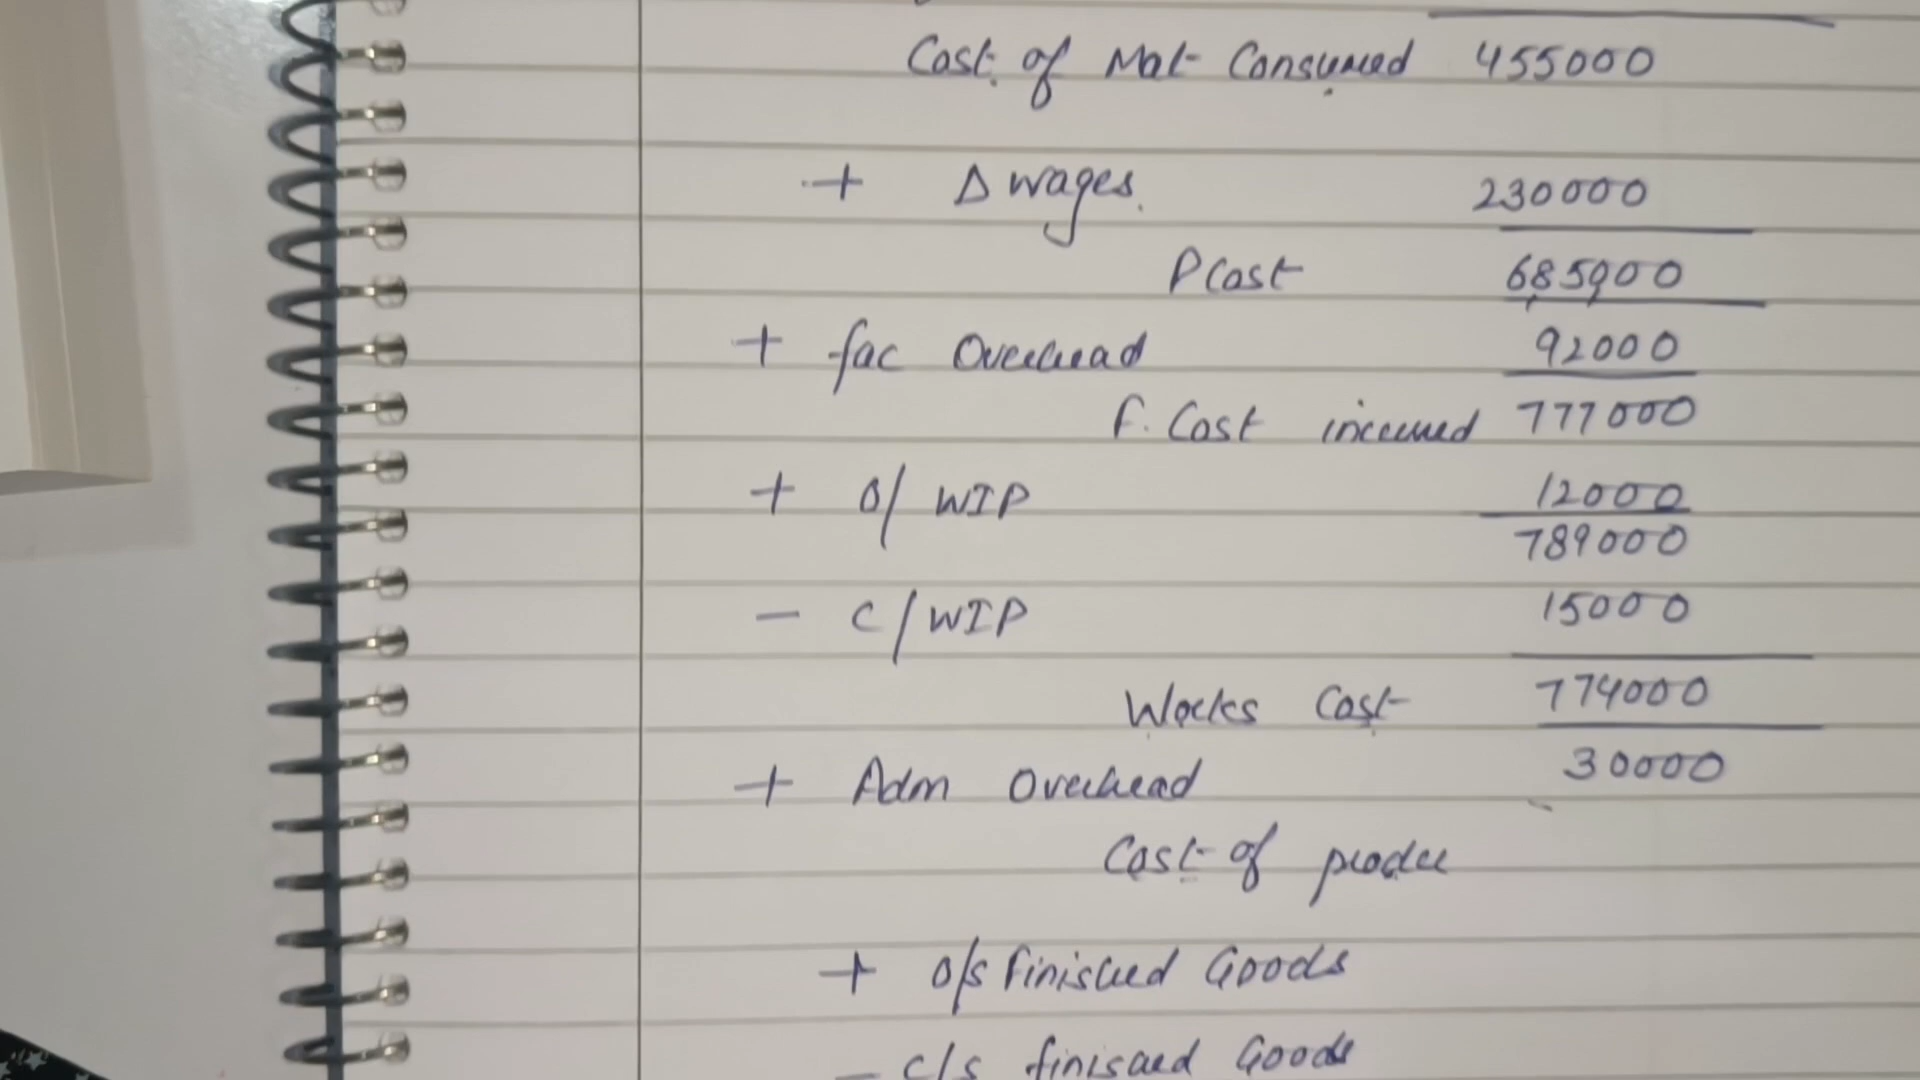 Cost of Mat Consumed 455000
+ D wages. 230000
P Cost 685000
+ fac Overhead 92000
F. Cost incurred 777000
+ O/ WIP 12000
789000
- C/WIP 15000
Works Cost 774000
+ Adm Overhead 30000
Cost of produc
+ O/s Finished Goods
- C/s finished Goods